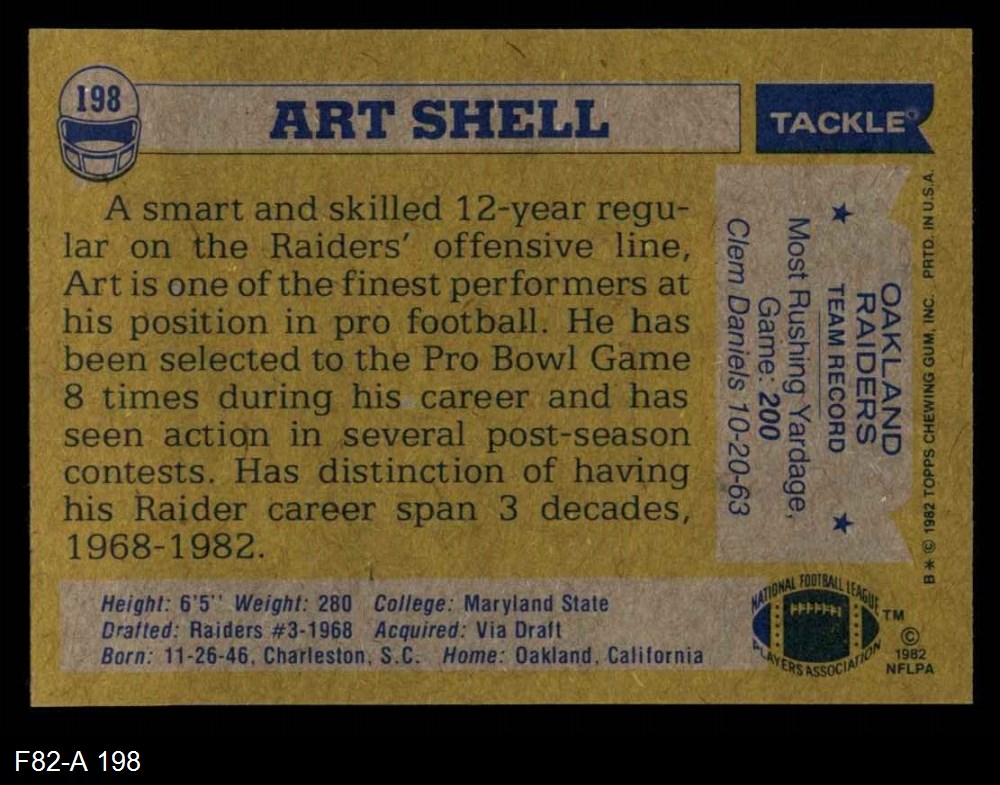 198
ART SHELL
TACKLE
A smart and skilled 12-year regu-
lar on the Raiders' offensive line,
Art is one of the finest performers at
his position in pro football. He has
been selected to the Pro Bowl Game
8 times during his career and has
seen action in several post-season
contests. Has distinction of having
his Raider career span 3 decades,
1968-1982.
OAKLAND
RAIDERS
★ TEAM RECORD ★
Most Rushing Yardage,
Game: 200
Clem Daniels 10-20-63
B* © 1982 TOPPS CHEWING GUM, INC. PRTD. IN U.S.A.
Height: 6'5'' Weight: 280 College: Maryland State
Drafted: Raiders #3-1968 Acquired: Via Draft
Born: 11-26-46, Charleston, S.C. Home: Oakland, California
NATIONAL FOOTBALL LEAGUE
PLAYERS ASSOCIATION
TM
©
1982
NFLPA
F82-A 198